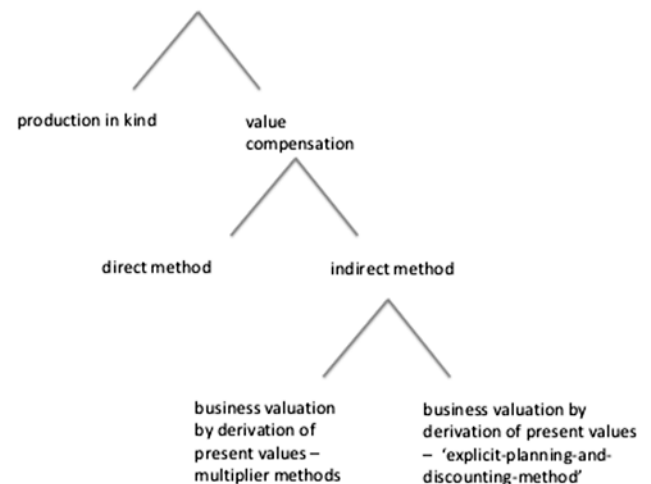 production in kind
value
compensation
direct method
indirect method
business valuation
by derivation of
present values –
multiplier methods
business valuation by
derivation of present values
– ‘explicit-planning-and-
discounting-method’